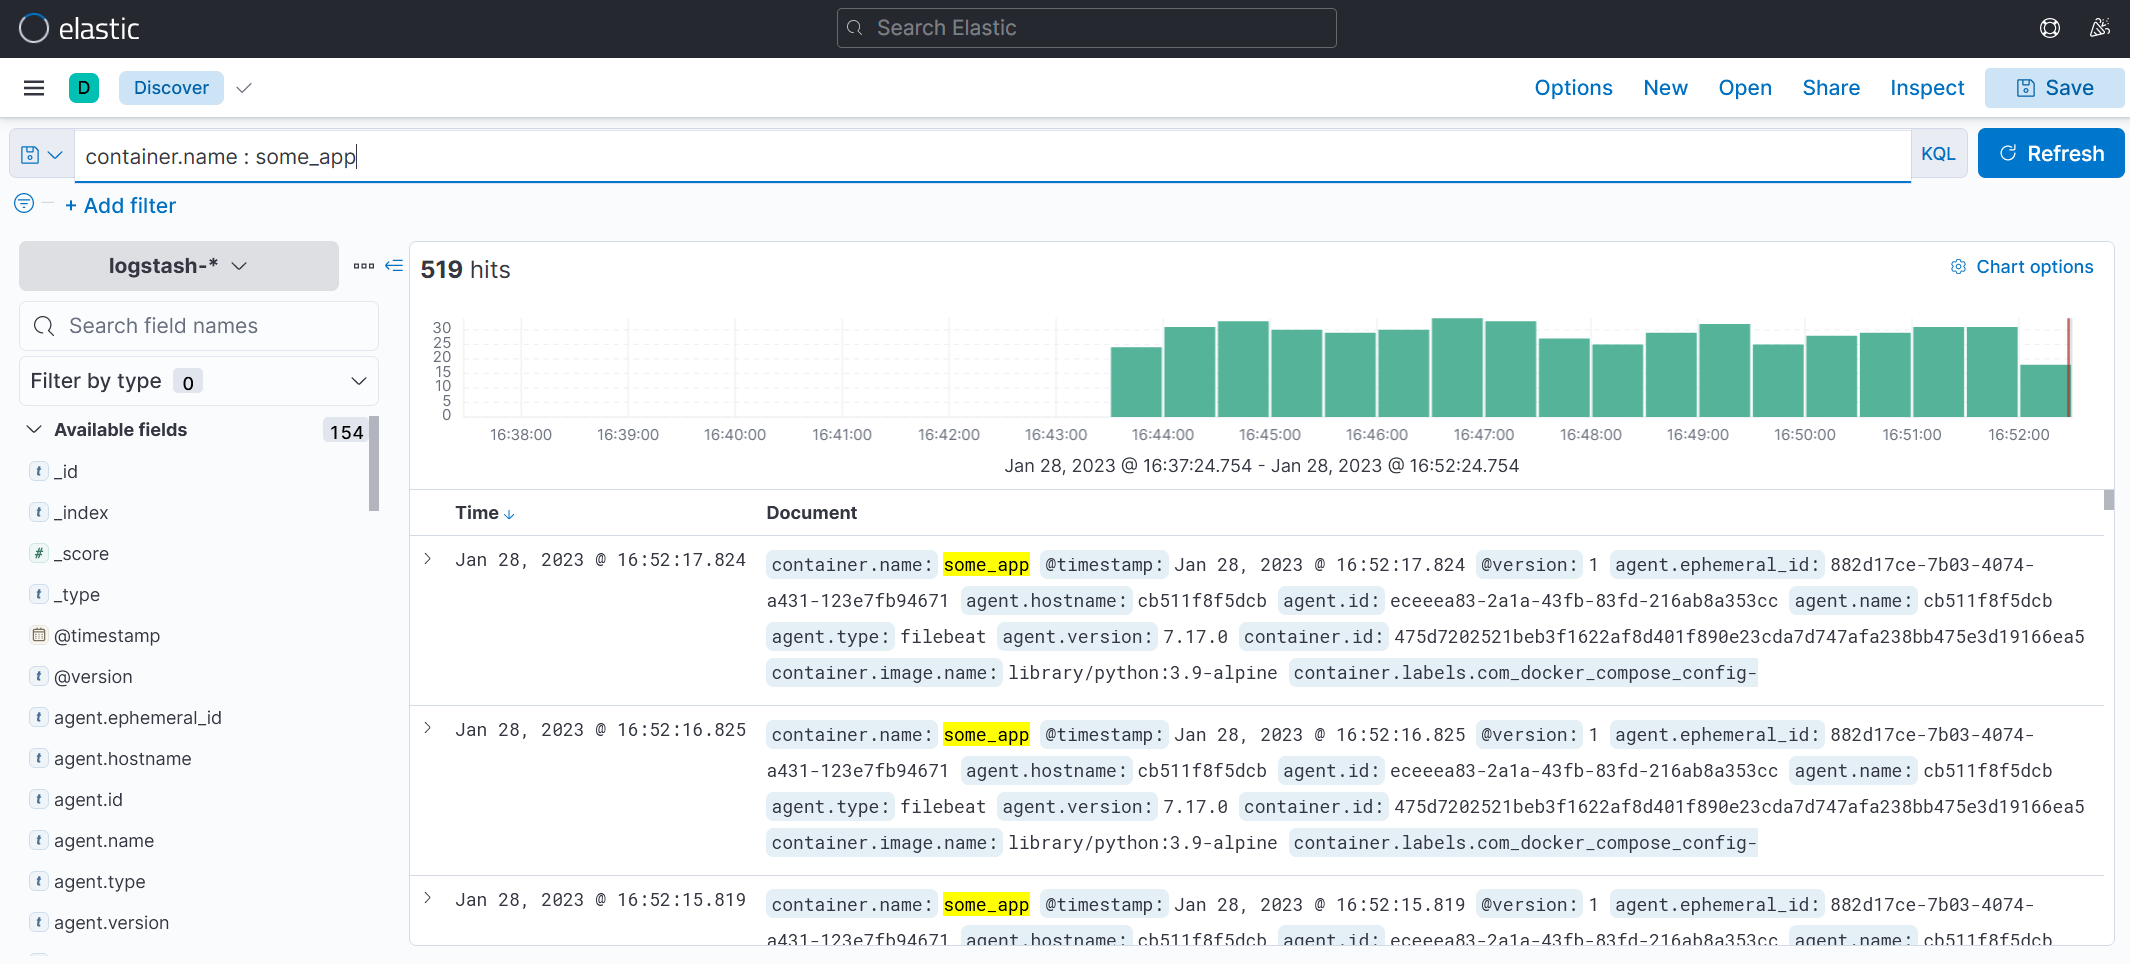 elastic
Search Elastic
D
Discover
Options New Open Share Inspect Save
container.name : some_app
KQL
Refresh
+ Add filter
logstash-*
519 hits
Chart options
Search field names
Filter by type 0
Available fields 154
t _id
t _index
# _score
t _type
@timestamp
t @version
t agent.ephemeral_id
t agent.hostname
t agent.id
t agent.name
t agent.type
t agent.version
30
25
20
15
10
5
0
16:38:00 16:39:00 16:40:00 16:41:00 16:42:00 16:43:00 16:44:00 16:45:00 16:46:00 16:47:00 16:48:00 16:49:00 16:50:00 16:51:00 16:52:00
Jan 28, 2023 @ 16:37:24.754 - Jan 28, 2023 @ 16:52:24.754
Time Document
Jan 28, 2023 @ 16:52:17.824
container.name: some_app @timestamp: Jan 28, 2023 @ 16:52:17.824 @version: 1 agent.ephemeral_id: 882d17ce-7b03-4074-
a431-123e7fb94671 agent.hostname: cb511f8f5dcb agent.id: eceeea83-2a1a-43fb-83fd-216ab8a353cc agent.name: cb511f8f5dcb
agent.type: filebeat agent.version: 7.17.0 container.id: 475d7202521beb3f1622af8d401f890e23cda7d747afa238bb475e3d19166ea5
container.image.name: library/python:3.9-alpine container.labels.com_docker_compose_config-
Jan 28, 2023 @ 16:52:16.825
container.name: some_app @timestamp: Jan 28, 2023 @ 16:52:16.825 @version: 1 agent.ephemeral_id: 882d17ce-7b03-4074-
a431-123e7fb94671 agent.hostname: cb511f8f5dcb agent.id: eceeea83-2a1a-43fb-83fd-216ab8a353cc agent.name: cb511f8f5dcb
agent.type: filebeat agent.version: 7.17.0 container.id: 475d7202521beb3f1622af8d401f890e23cda7d747afa238bb475e3d19166ea5
container.image.name: library/python:3.9-alpine container.labels.com_docker_compose_config-
Jan 28, 2023 @ 16:52:15.819
container.name: some_app @timestamp: Jan 28, 2023 @ 16:52:15.819 @version: 1 agent.ephemeral_id: 882d17ce-7b03-4074-
a431-123e7fb94671 agent.hostname: cb511f8f5dcb agent.id: eceeea83-2a1a-43fb-83fd-216ab8a353cc agent.name: cb511f8f5dcb